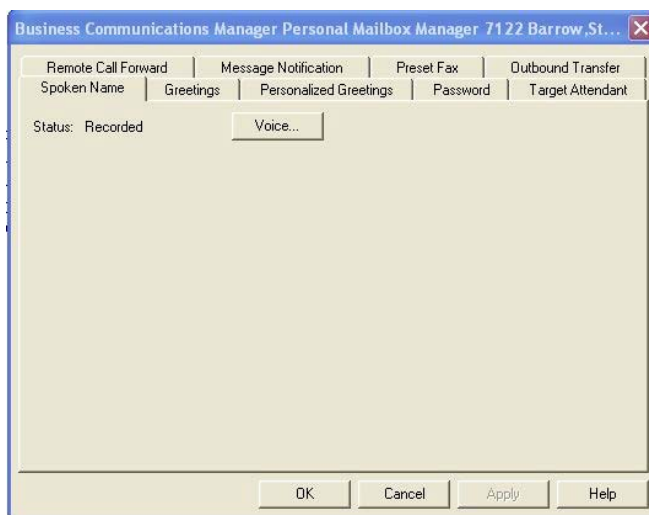 Business Communications Manager Personal Mailbox Manager 7122 Barrow,St...
Remote Call Forward Message Notification Preset Fax Outbound Transfer
Spoken Name Greetings Personalized Greetings Password Target Attendant
Status: Recorded Voice...
OK Cancel Apply Help